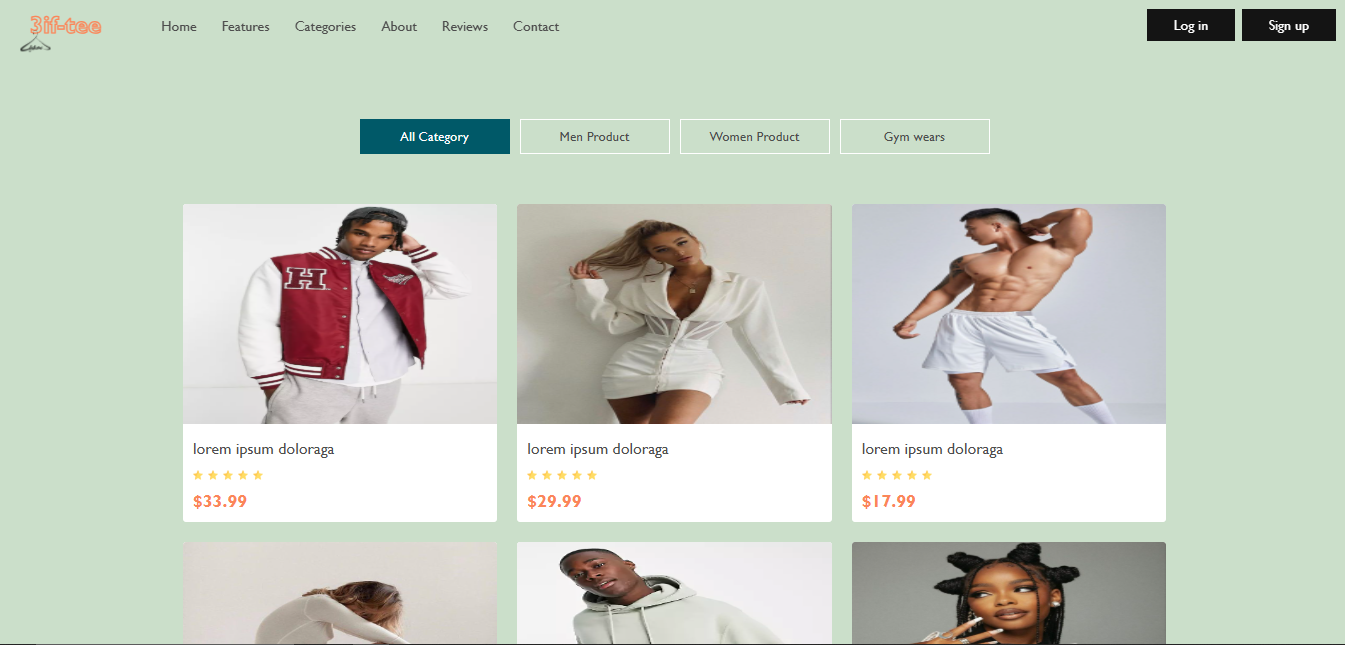 3if-tee
Home Features Categories About Reviews Contact
Log in Sign up
All Category Men Product Women Product Gym wears
H
lorem ipsum doloraga lorem ipsum doloraga lorem ipsum doloraga
$33.99 $29.99 $17.99